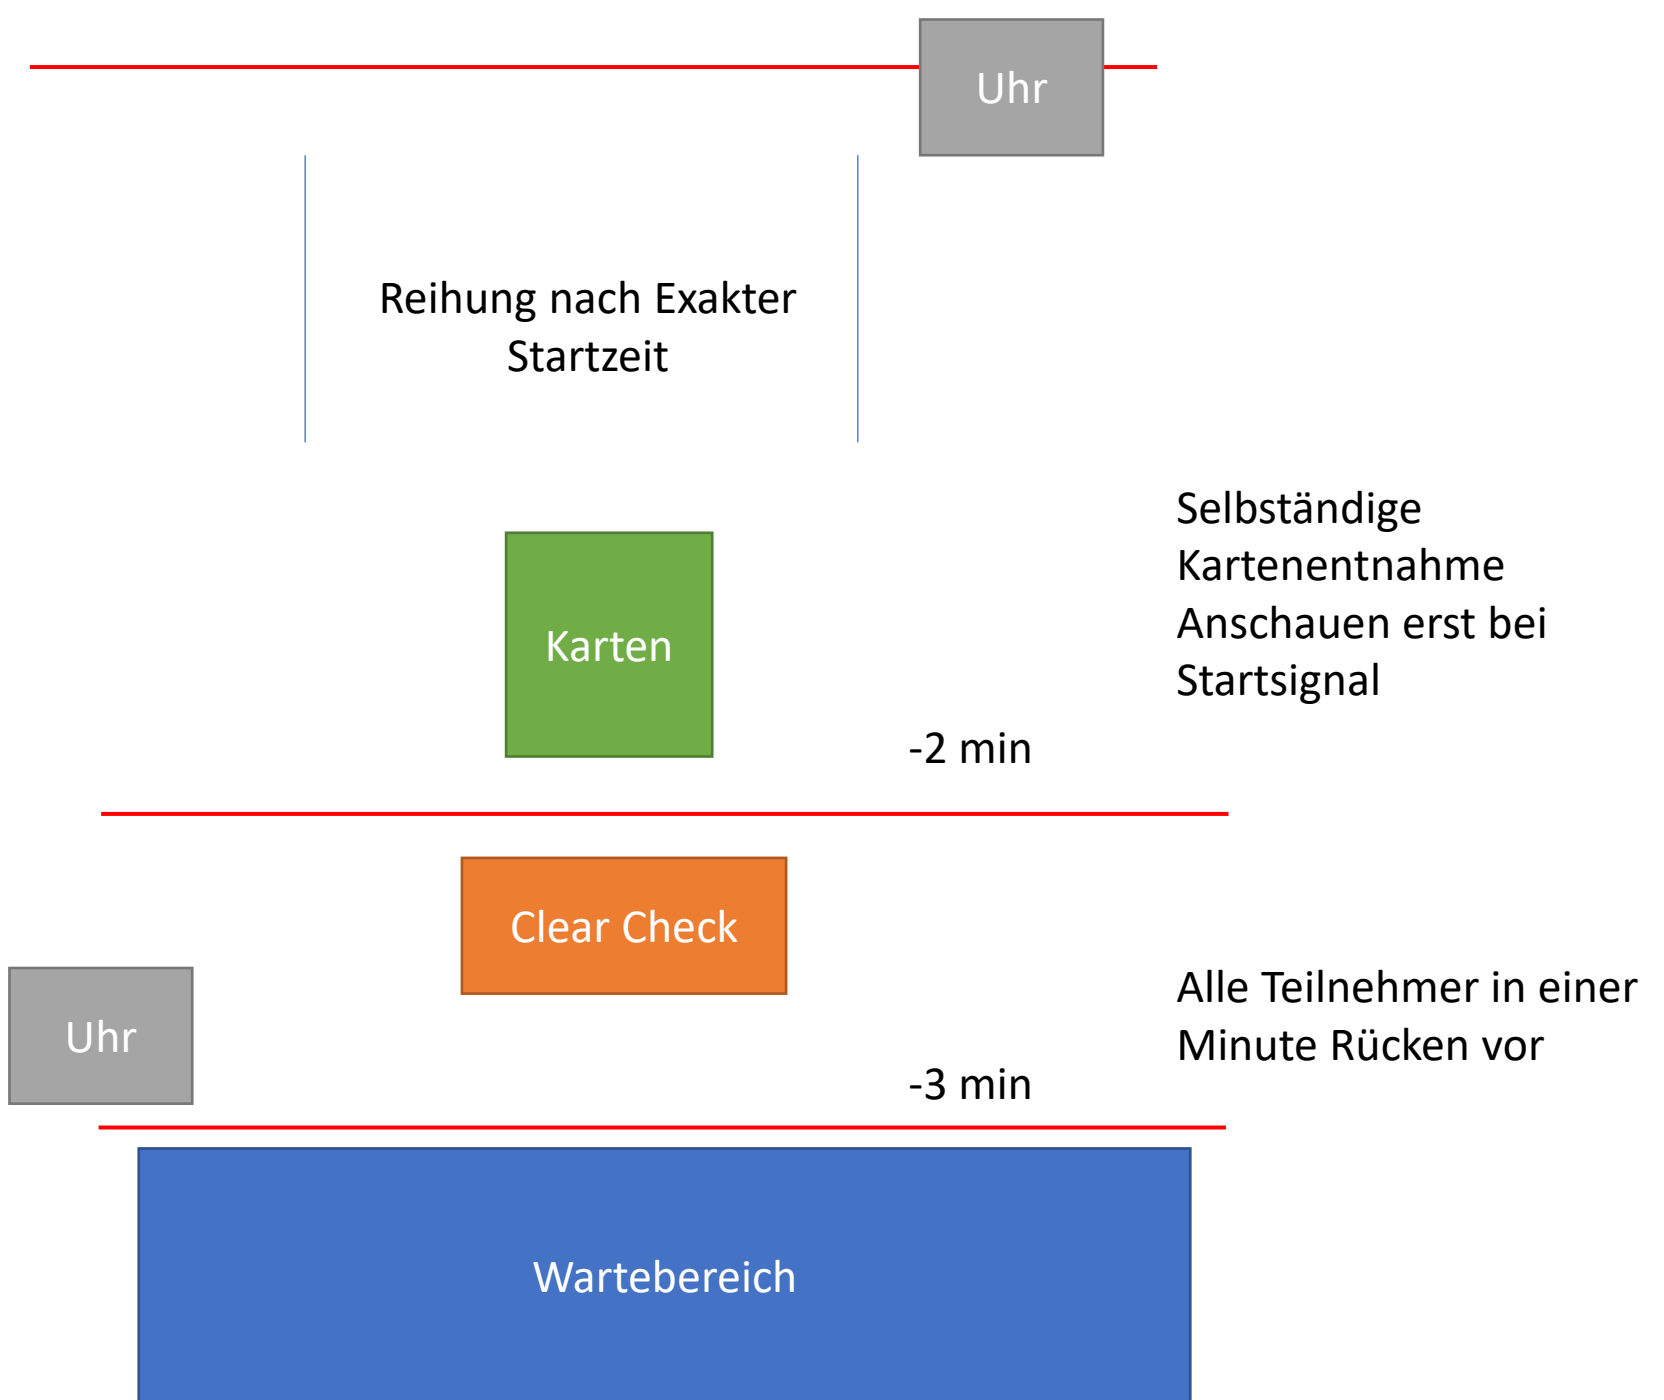 Uhr
Reihung nach Exakter
Startzeit
Selbständige
Kartenentnahme
Anschauen erst bei
Startsignal
Karten
-2 min
Clear Check
Uhr
Alle Teilnehmer in einer
Minute Rücken vor
-3 min
Wartebereich